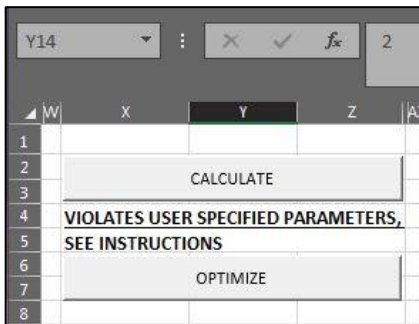 Y14 fx 2
W X Y Z
1
2
CALCULATE
3
4 VIOLATES USER SPECIFIED PARAMETERS,
5 SEE INSTRUCTIONS
6
OPTIMIZE
7
8